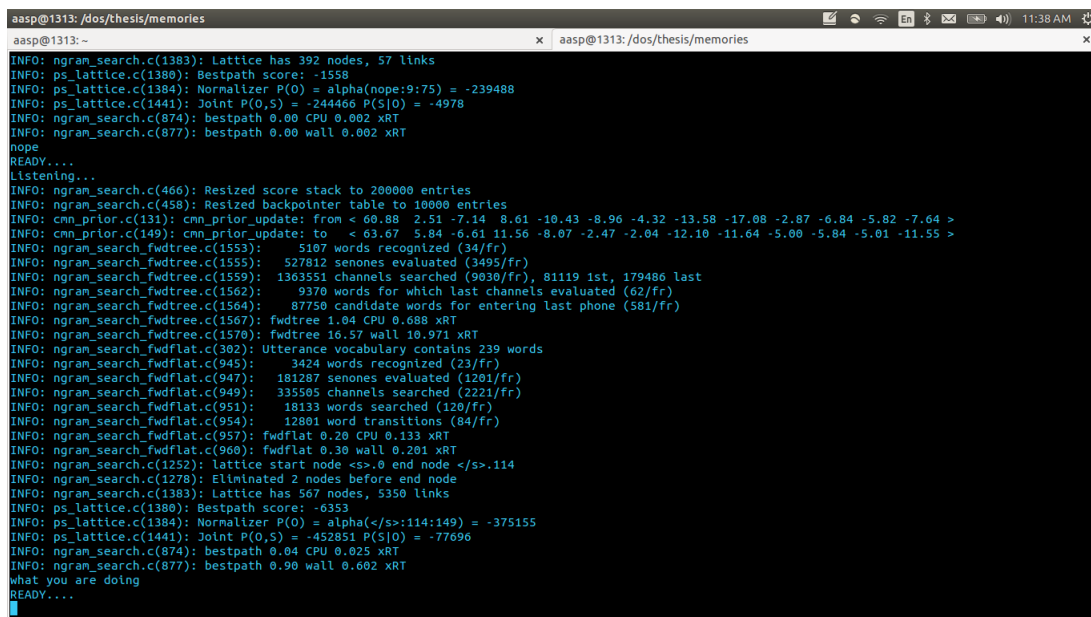 aasp@1313: /dos/thesis/memories
En 11:38 AM
aasp@1313: ~ x aasp@1313: /dos/thesis/memories x
INFO: ngram_search.c(1383): Lattice has 392 nodes, 57 links
INFO: ps_lattice.c(1380): Bestpath score: -1558
INFO: ps_lattice.c(1384): Normalizer P(O) = alpha(nope:9:75) = -239488
INFO: ps_lattice.c(1441): Joint P(O,S) = -244466 P(S|O) = -4978
INFO: ngram_search.c(874): bestpath 0.00 CPU 0.002 xRT
INFO: ngram_search.c(877): bestpath 0.00 wall 0.002 xRT
nope
READY....
Listening...
INFO: ngram_search.c(466): Resized score stack to 200000 entries
INFO: ngram_search.c(458): Resized backpointer table to 10000 entries
INFO: cmn_prior.c(131): cmn_prior_update: from < 60.88  2.51 -7.14  8.61 -10.43 -8.96 -4.32 -13.58 -17.08 -2.87 -6.84 -5.82 -7.64 >
INFO: cmn_prior.c(149): cmn_prior_update: to   < 63.67  5.84 -6.61 11.56 -8.07 -2.47 -2.04 -12.10 -11.64 -5.00 -5.84 -5.01 -11.55 >
INFO: ngram_search_fwdtree.c(1553):     5107 words recognized (34/fr)
INFO: ngram_search_fwdtree.c(1555):   527812 senones evaluated (3495/fr)
INFO: ngram_search_fwdtree.c(1559):  1363551 channels searched (9030/fr), 81119 1st, 179486 last
INFO: ngram_search_fwdtree.c(1562):     9370 words for which last channels evaluated (62/fr)
INFO: ngram_search_fwdtree.c(1564):    87750 candidate words for entering last phone (581/fr)
INFO: ngram_search_fwdtree.c(1567): fwdtree 1.04 CPU 0.688 xRT
INFO: ngram_search_fwdtree.c(1570): fwdtree 16.57 wall 10.971 xRT
INFO: ngram_search_fwdflat.c(302): Utterance vocabulary contains 239 words
INFO: ngram_search_fwdflat.c(945):     3424 words recognized (23/fr)
INFO: ngram_search_fwdflat.c(947):   181287 senones evaluated (1201/fr)
INFO: ngram_search_fwdflat.c(949):   335505 channels searched (2221/fr)
INFO: ngram_search_fwdflat.c(951):    18133 words searched (120/fr)
INFO: ngram_search_fwdflat.c(954):    12801 word transitions (84/fr)
INFO: ngram_search_fwdflat.c(957): fwdflat 0.20 CPU 0.133 xRT
INFO: ngram_search_fwdflat.c(960): fwdflat 0.30 wall 0.201 xRT
INFO: ngram_search.c(1252): lattice start node <s>.0 end node </s>.114
INFO: ngram_search.c(1278): Eliminated 2 nodes before end node
INFO: ngram_search.c(1383): Lattice has 567 nodes, 5350 links
INFO: ps_lattice.c(1380): Bestpath score: -6353
INFO: ps_lattice.c(1384): Normalizer P(O) = alpha(</s>:114:149) = -375155
INFO: ps_lattice.c(1441): Joint P(O,S) = -452851 P(S|O) = -77696
INFO: ngram_search.c(874): bestpath 0.04 CPU 0.025 xRT
INFO: ngram_search.c(877): bestpath 0.90 wall 0.602 xRT
what you are doing
READY....